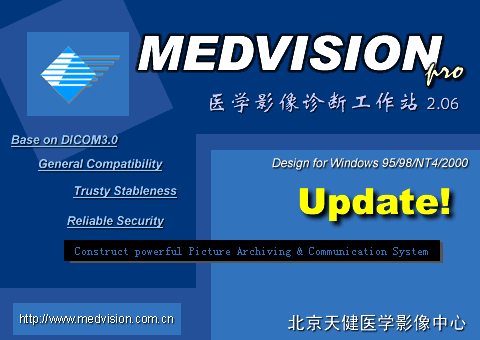 MEDVISION
pro
医学影像诊断工作站 2.06
Base on DICOM3.0
General Compatibility
Design for Windows 95/98/NT4/2000
Trusty Stableness
Update!
Reliable Security
Construct powerful Picture Archiving & Communication System
http://www.medvision.com.cn
北京天健医学影像中心